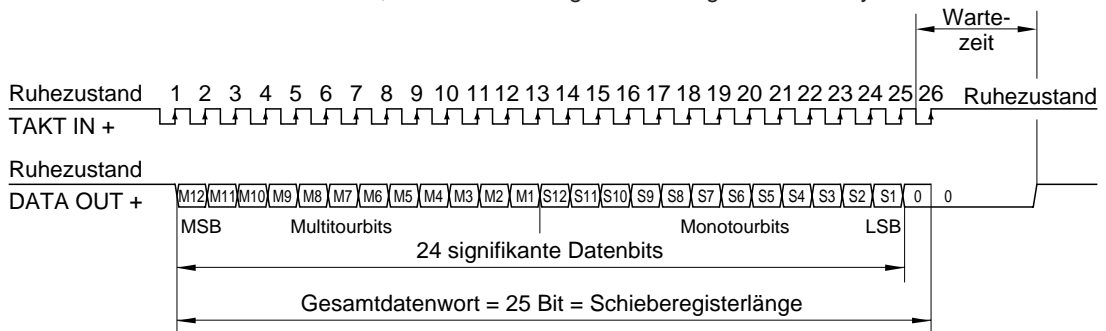 Warte-
zeit
Ruhezustand 1 2 3 4 5 6 7 8 9 10 11 12 13 14 15 16 17 18 19 20 21 22 23 24 25 26 Ruhezustand
TAKT IN +
Ruhezustand
DATA OUT + M12 M11 M10 M9 M8 M7 M6 M5 M4 M3 M2 M1 S12 S11 S10 S9 S8 S7 S6 S5 S4 S3 S2 S1 0 0
MSB Multitourbits Monotourbits LSB
24 signifikante Datenbits
Gesamtdatenwort = 25 Bit = Schieberegisterlänge